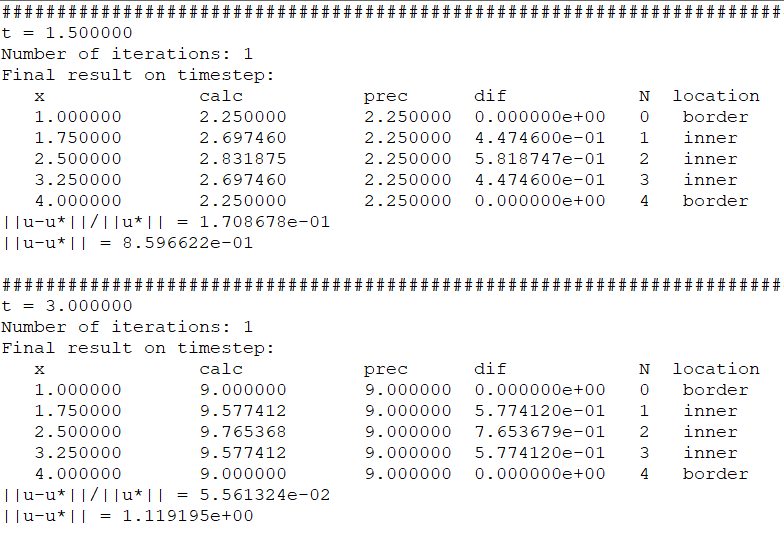 #######################################################################
t = 1.500000
Number of iterations: 1
Final result on timestep:
x calc prec dif N location
1.000000 2.250000 2.250000 0.000000e+00 0 border
1.750000 2.697460 2.250000 4.474600e-01 1 inner
2.500000 2.831875 2.250000 5.818747e-01 2 inner
3.250000 2.697460 2.250000 4.474600e-01 3 inner
4.000000 2.250000 2.250000 0.000000e+00 4 border
||u-u*||/||u*|| = 1.708678e-01
||u-u*|| = 8.596622e-01
#######################################################################
t = 3.000000
Number of iterations: 1
Final result on timestep:
x calc prec dif N location
1.000000 9.000000 9.000000 0.000000e+00 0 border
1.750000 9.577412 9.000000 5.774120e-01 1 inner
2.500000 9.765368 9.000000 7.653679e-01 2 inner
3.250000 9.577412 9.000000 5.774120e-01 3 inner
4.000000 9.000000 9.000000 0.000000e+00 4 border
||u-u*||/||u*|| = 5.561324e-02
||u-u*|| = 1.119195e+00